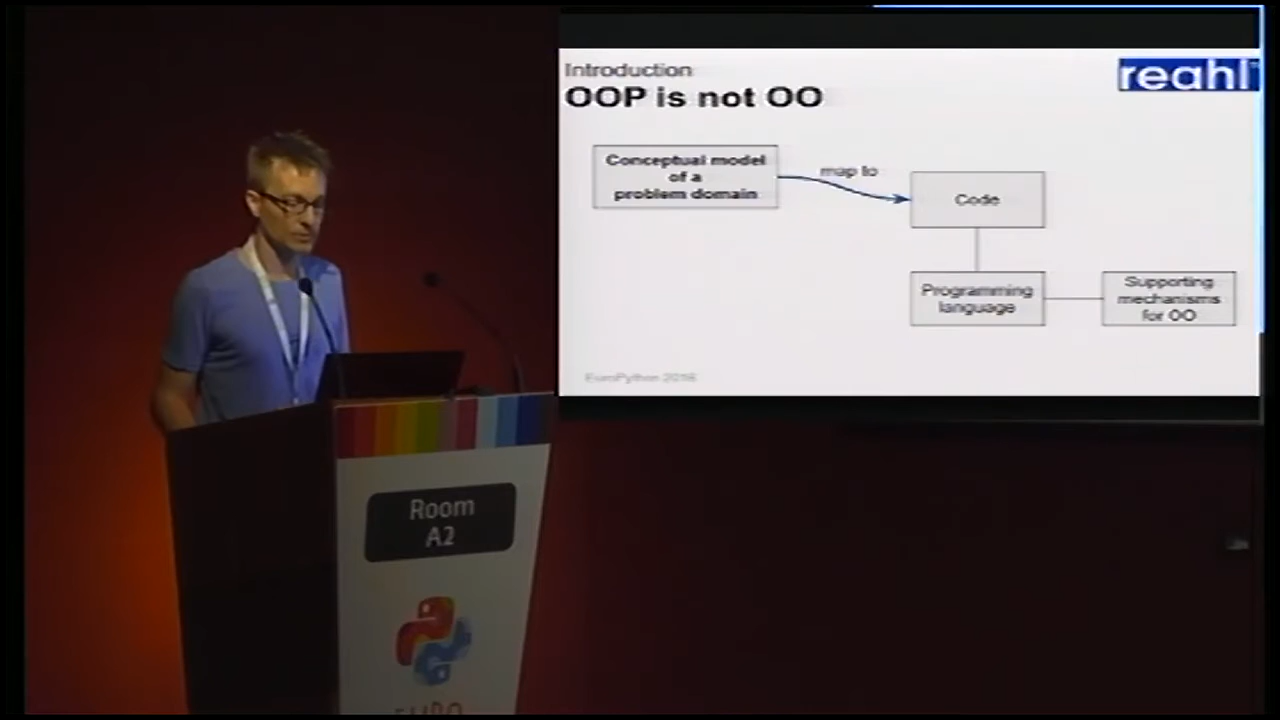 Introduction
OOP is not OO
reahl
Conceptual model
of a
problem domain
map to
Code
Programming
language
Supporting
mechanisms
for OO
EuroPython 2016
Room
A2
EURO